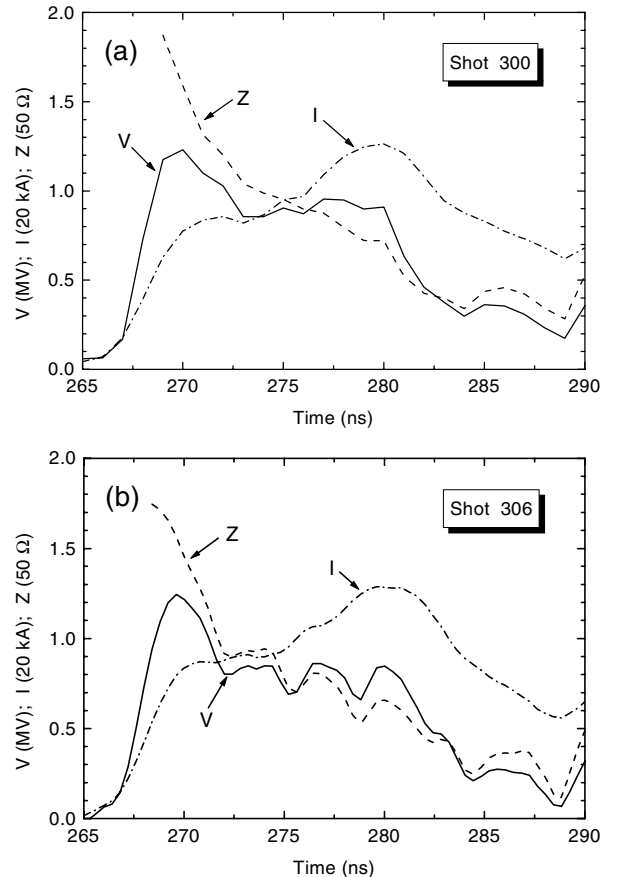 (a)
Shot 300
V
Z
I
V (MV); I (20 kA); Z (50 Ω)
2.0
1.5
1.0
0.5
0.0
265 270 275 280 285 290
Time (ns)
(b)
Shot 306
Z
I
V
V (MV); I (20 kA); Z (50 Ω)
2.0
1.5
1.0
0.5
0.0
265 270 275 280 285 290
Time (ns)